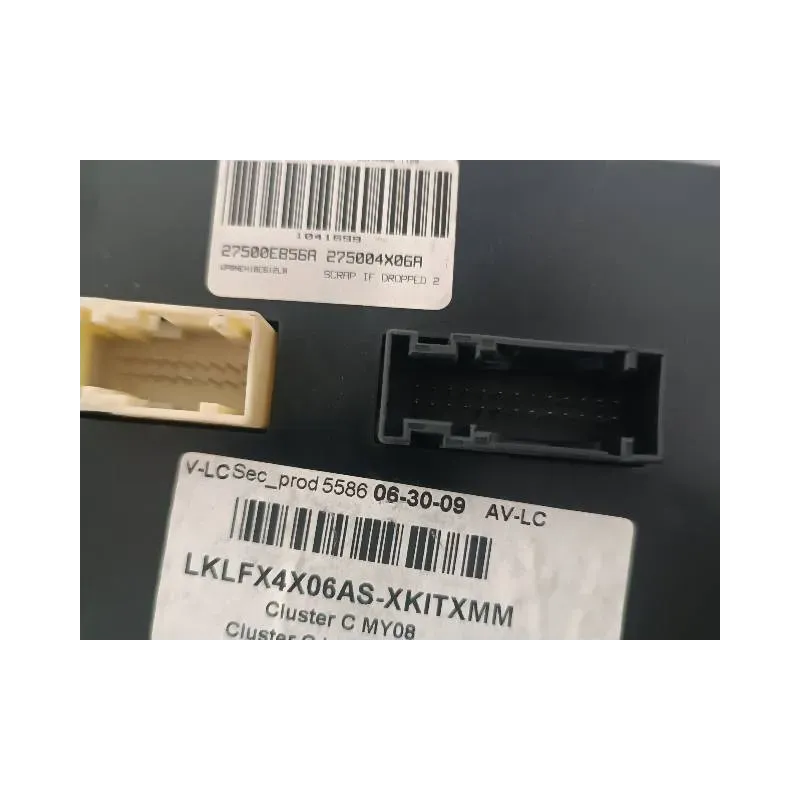 1041699
27500EB56A 275004X06A
SCRAP IF DROPPED 2
V-LC Sec_prod 5586 06-30-09 AV-LC
LKLFX4X06AS-XKITXMM
Cluster C MY08
Cluster C